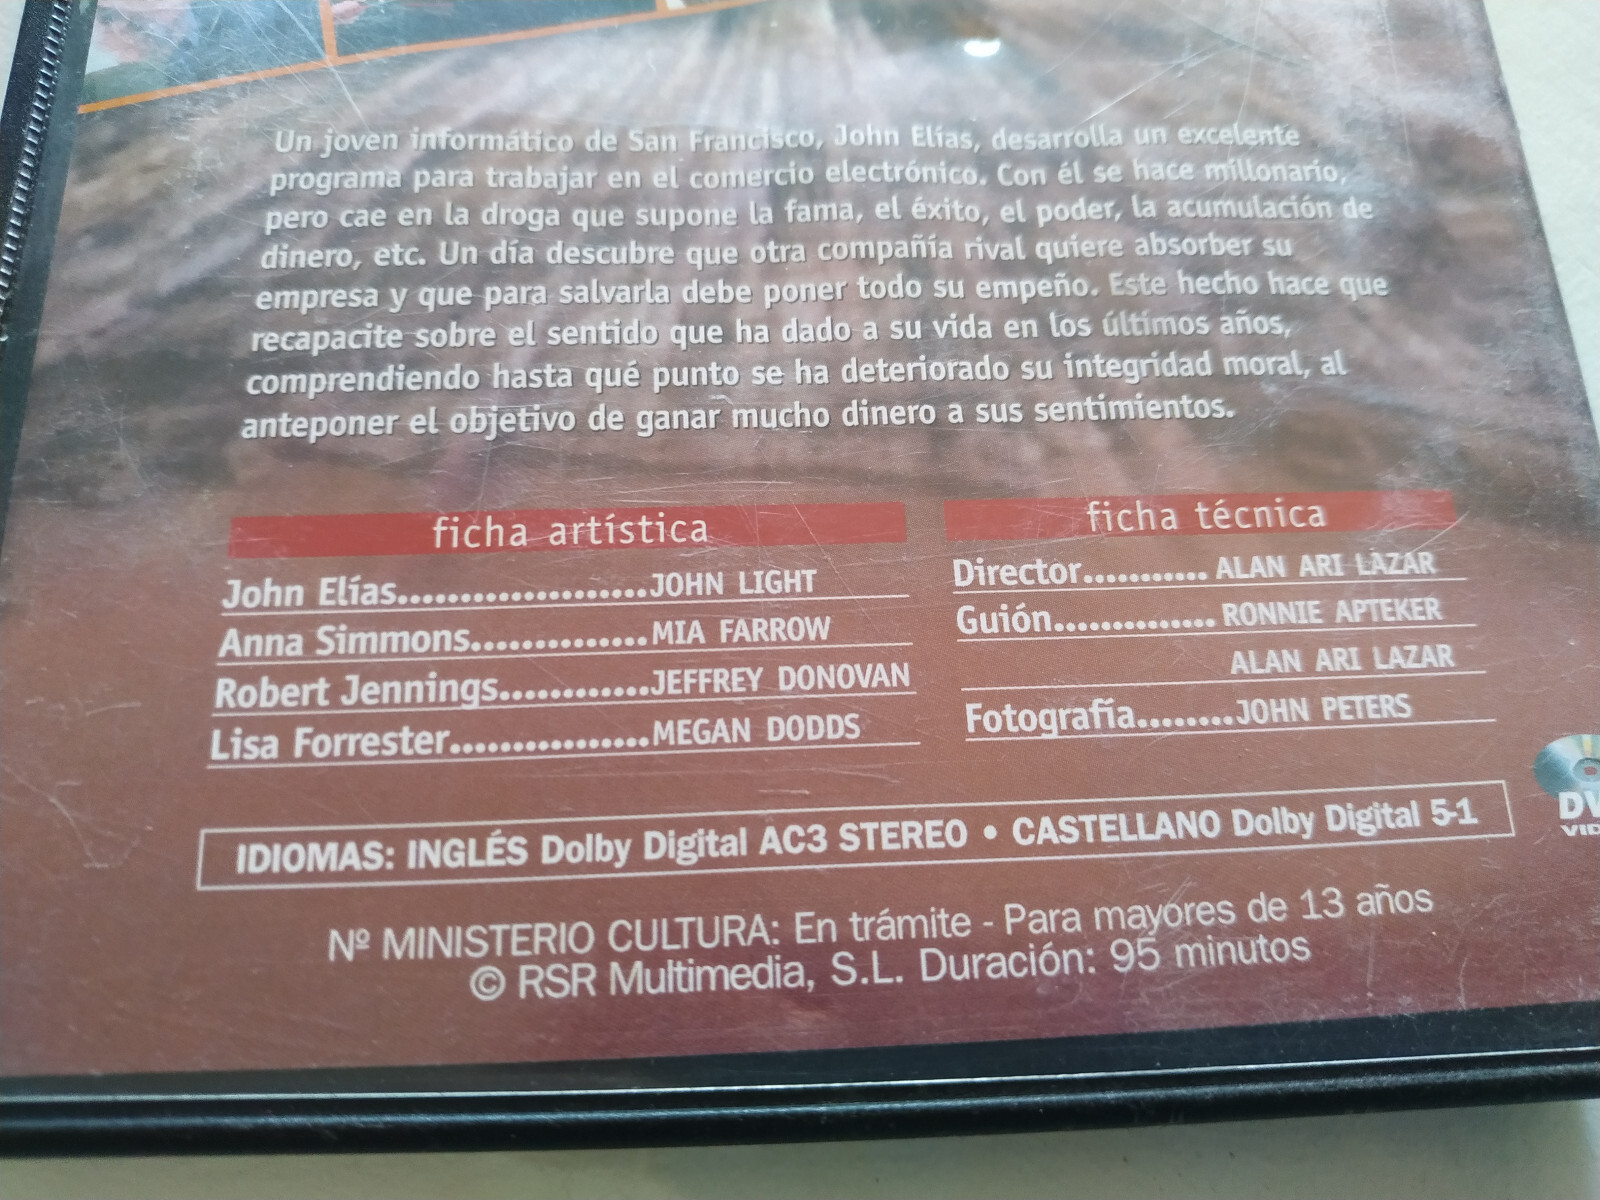 Un joven informático de San Francisco, John Elías, desarrolla un excelente
programa para trabajar en el comercio electrónico. Con él se hace millonario,
pero cae en la droga que supone la fama, el éxito, el poder, la acumulación de
dinero, etc. Un día descubre que otra compañía rival quiere absorber su
empresa y que para salvarla debe poner todo su empeño. Este hecho hace que
recapacite sobre el sentido que ha dado a su vida en los últimos años,
comprendiendo hasta qué punto se ha deteriorado su integridad moral, al
anteponer el objetivo de ganar mucho dinero a sus sentimientos.
ficha artística
John Elías.....................JOHN LIGHT
Anna Simmons...............MIA FARROW
Robert Jennings.............JEFFREY DONOVAN
Lisa Forrester.................MEGAN DODDS
ficha técnica
Director........... ALAN ARI LAZAR
Guión.............. RONNIE APTEKER
ALAN ARI LAZAR
Fotografía........JOHN PETERS
IDIOMAS: INGLÉS Dolby Digital AC3 STEREO • CASTELLANO Dolby Digital 5-1
Nº MINISTERIO CULTURA: En trámite - Para mayores de 13 años
© RSR Multimedia, S.L. Duración: 95 minutos